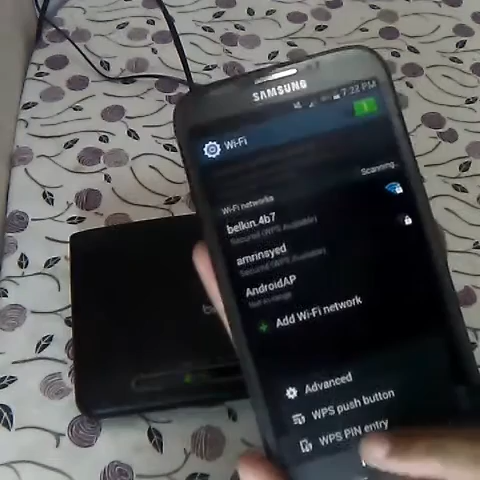 SAMSUNG
7:23 PM
Wi-Fi
Scanning...
Wi-Fi networks
belkin.4b7
Secured (WPS Available)
amrinsyed
Secured (WPS Available)
AndroidAP
Not in range
Add Wi-Fi network
Advanced
WPS push button
WPS PIN entry